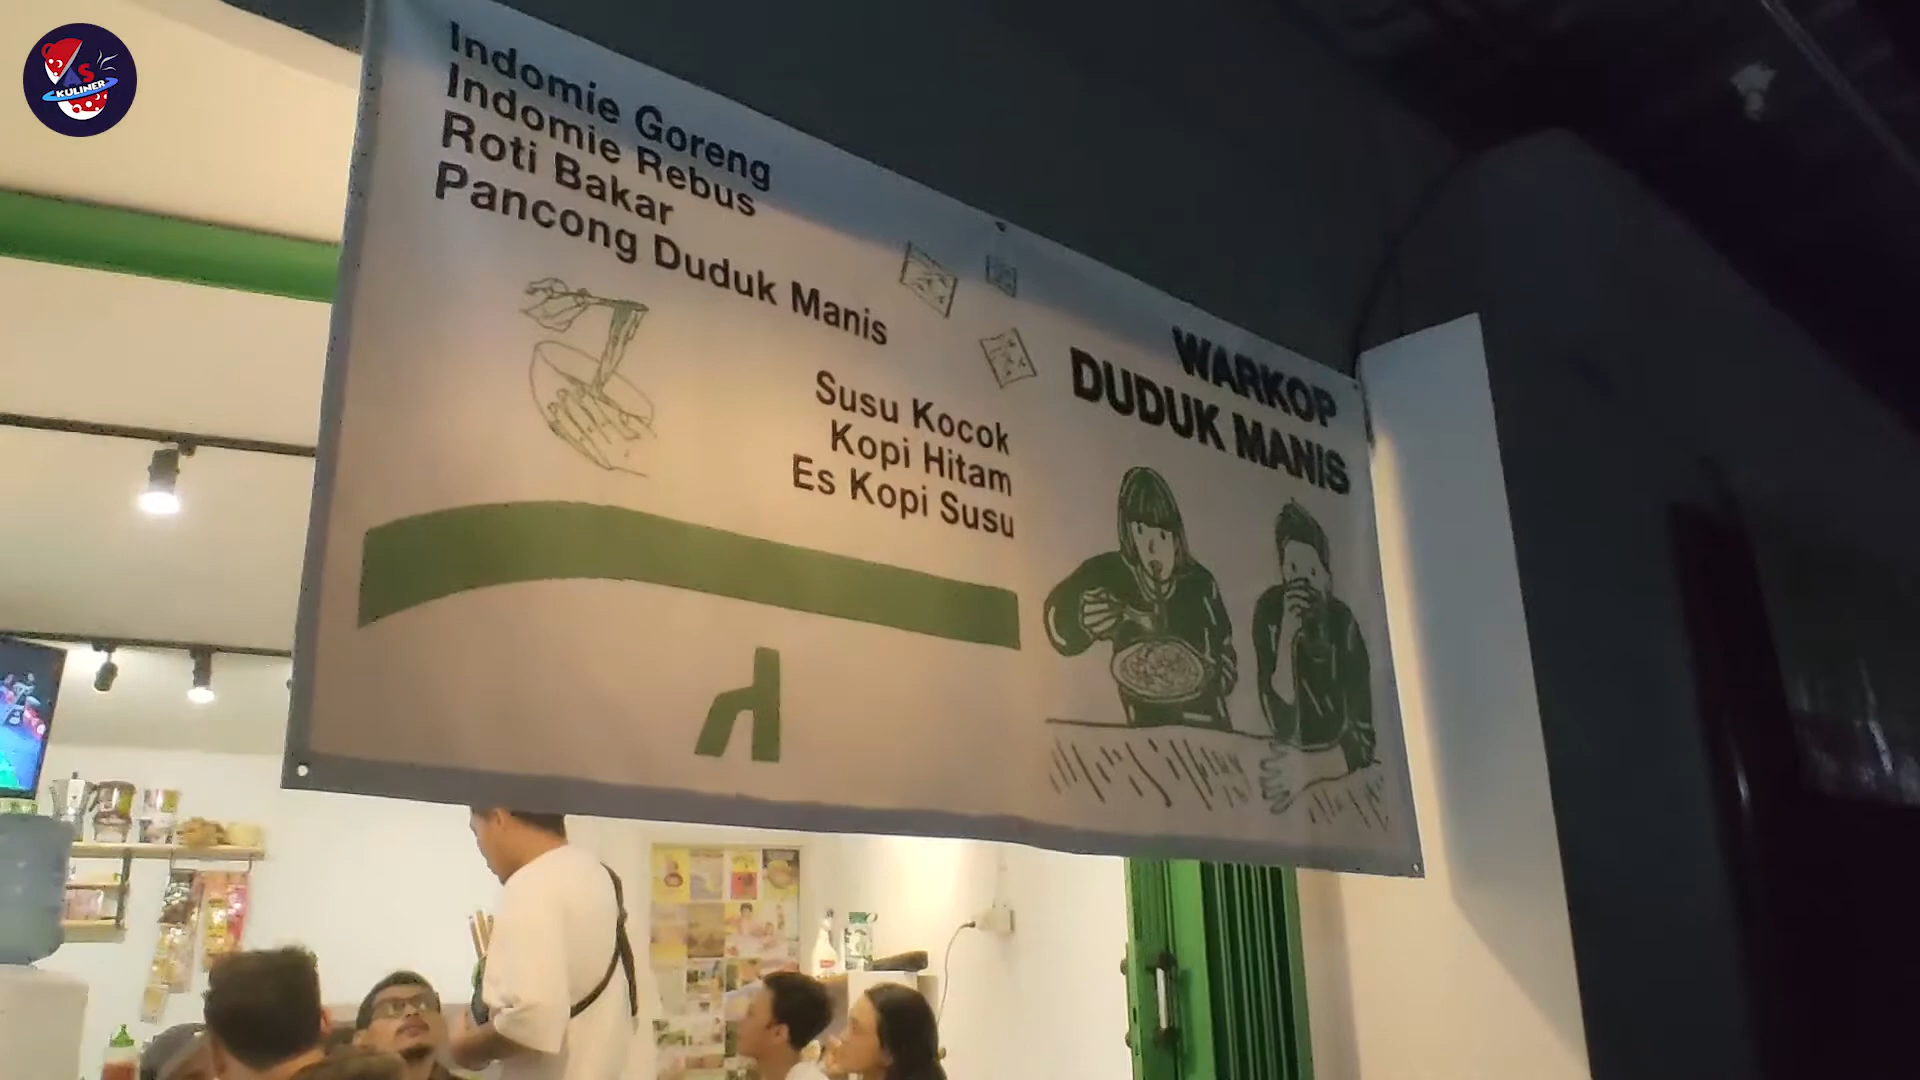 AS
KULINER
Indomie Goreng
Indomie Rebus
Roti Bakar
Pancong Duduk Manis
Susu Kocok
Kopi Hitam
Es Kopi Susu
WARKOP
DUDUK MANIS